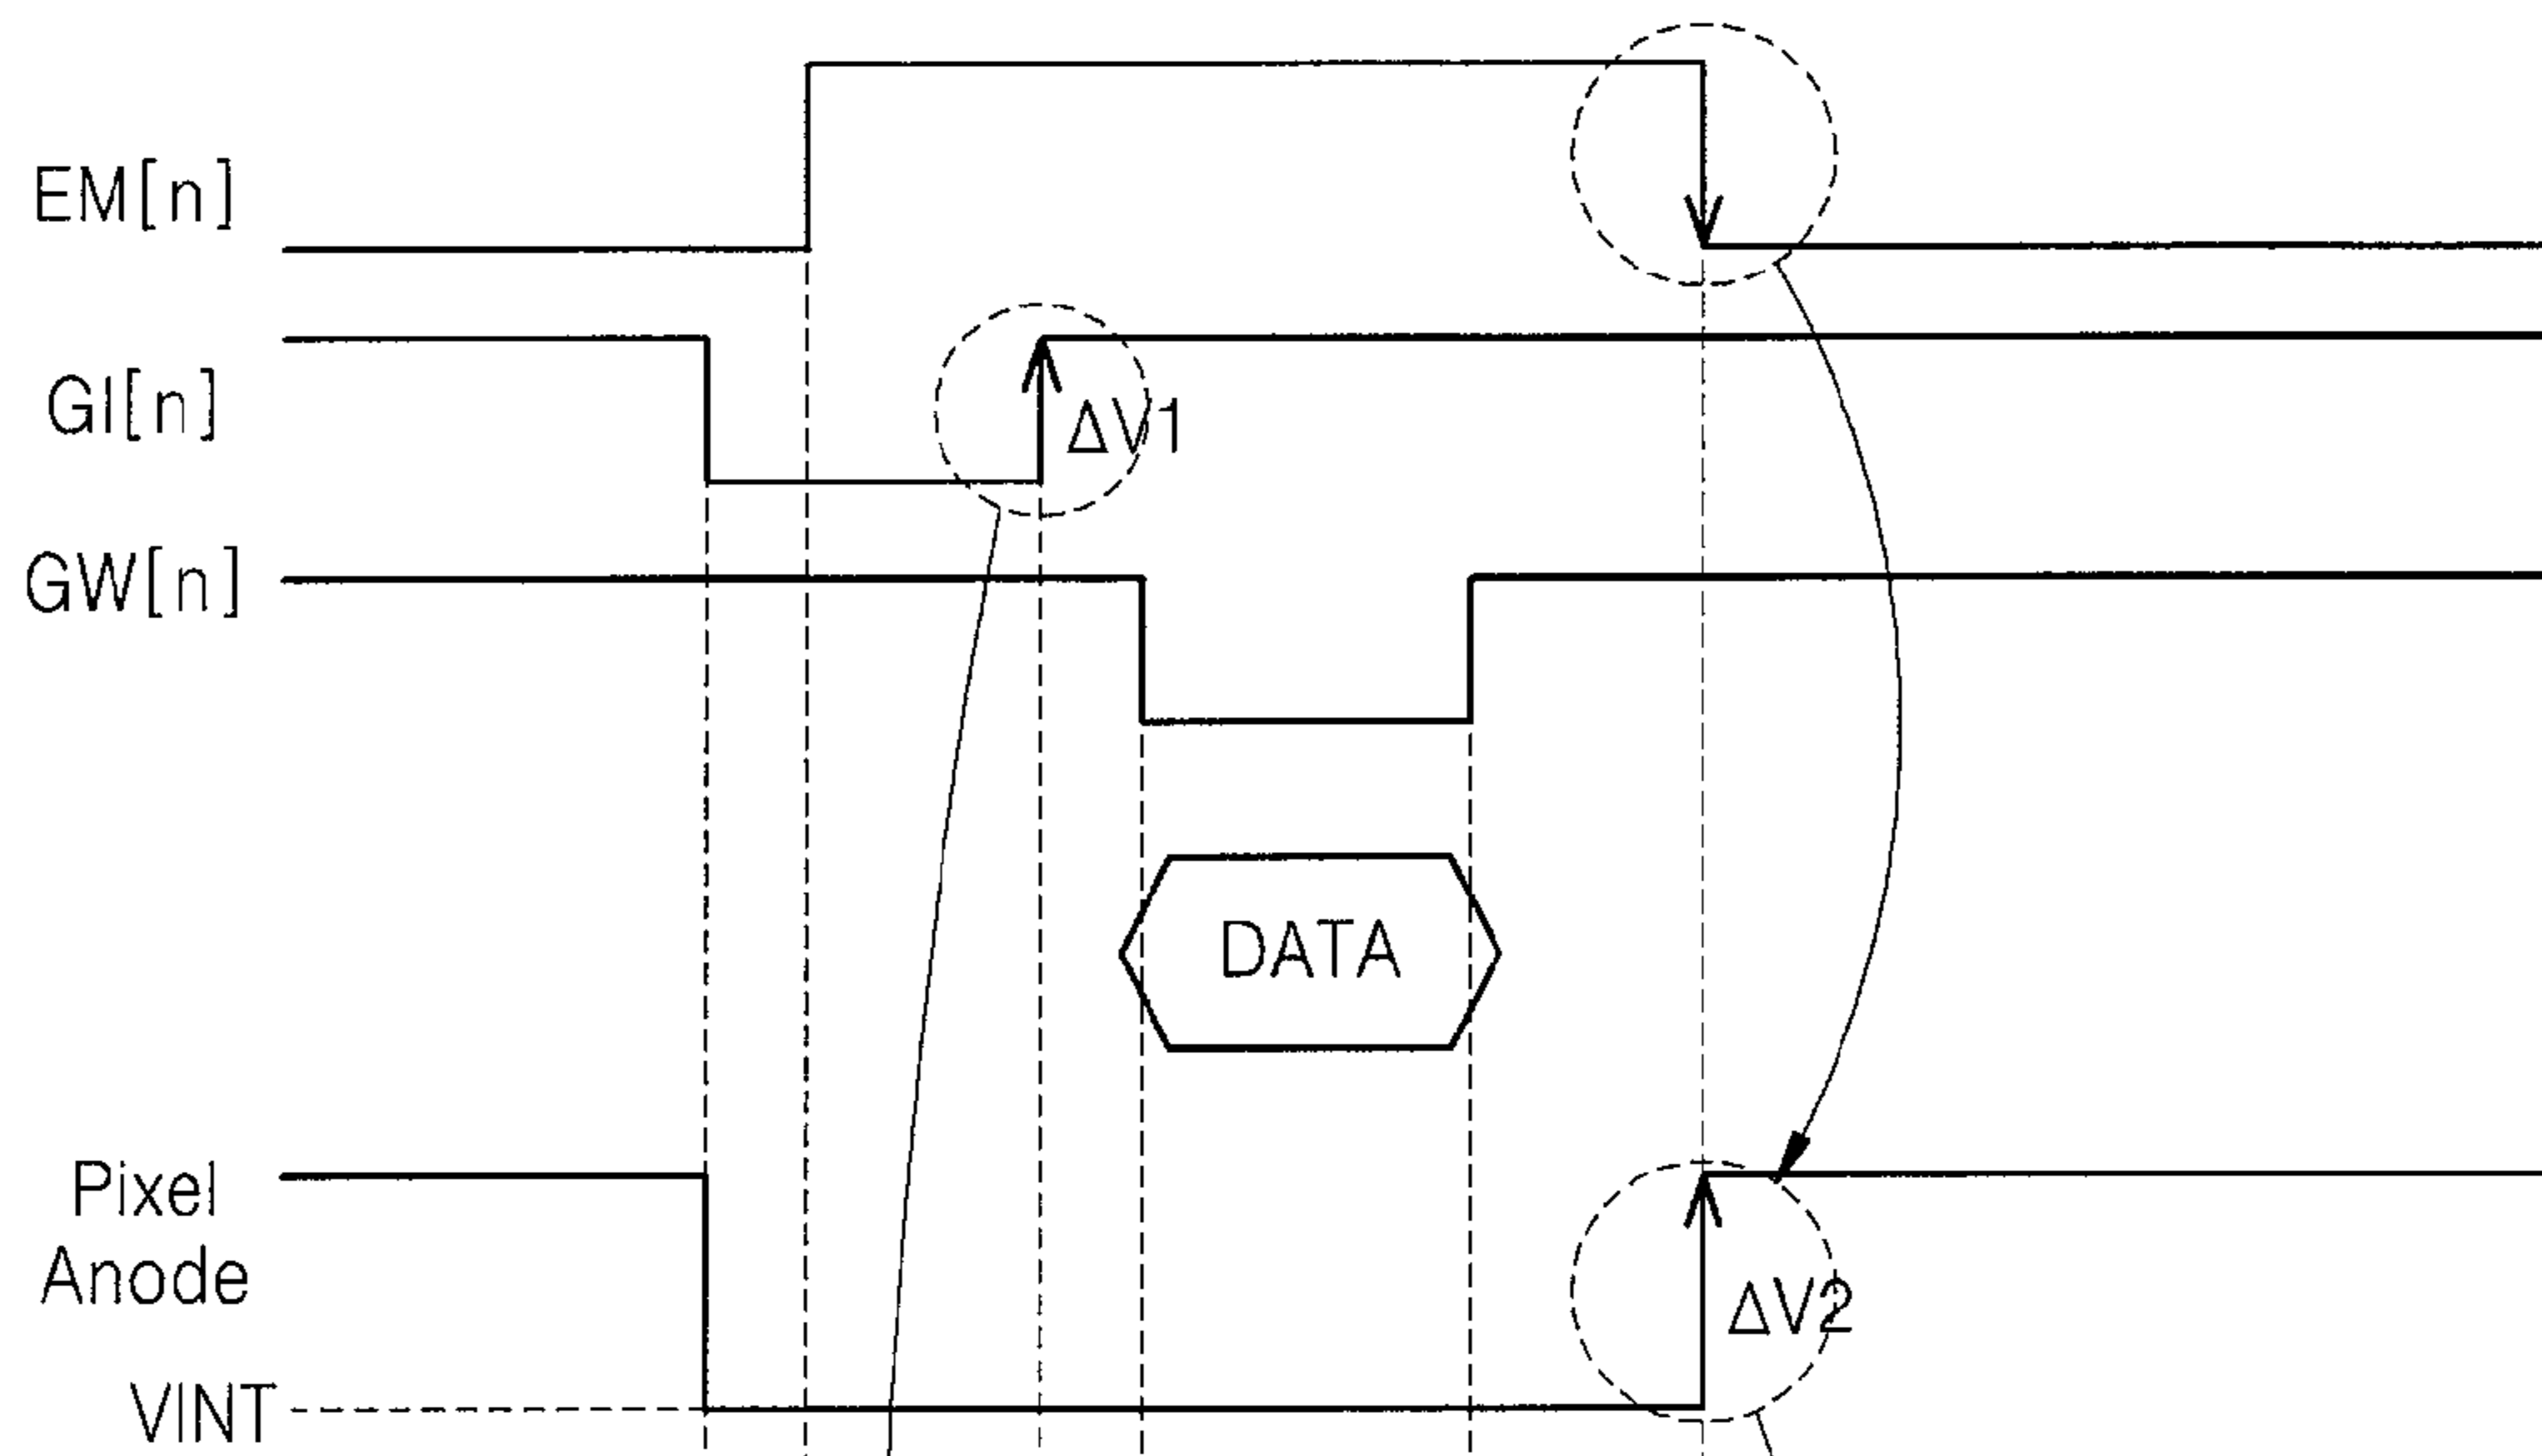 EM[n]
GI[n]
ΔV1
GW[n]
DATA
Pixel
Anode
ΔV2
VINT